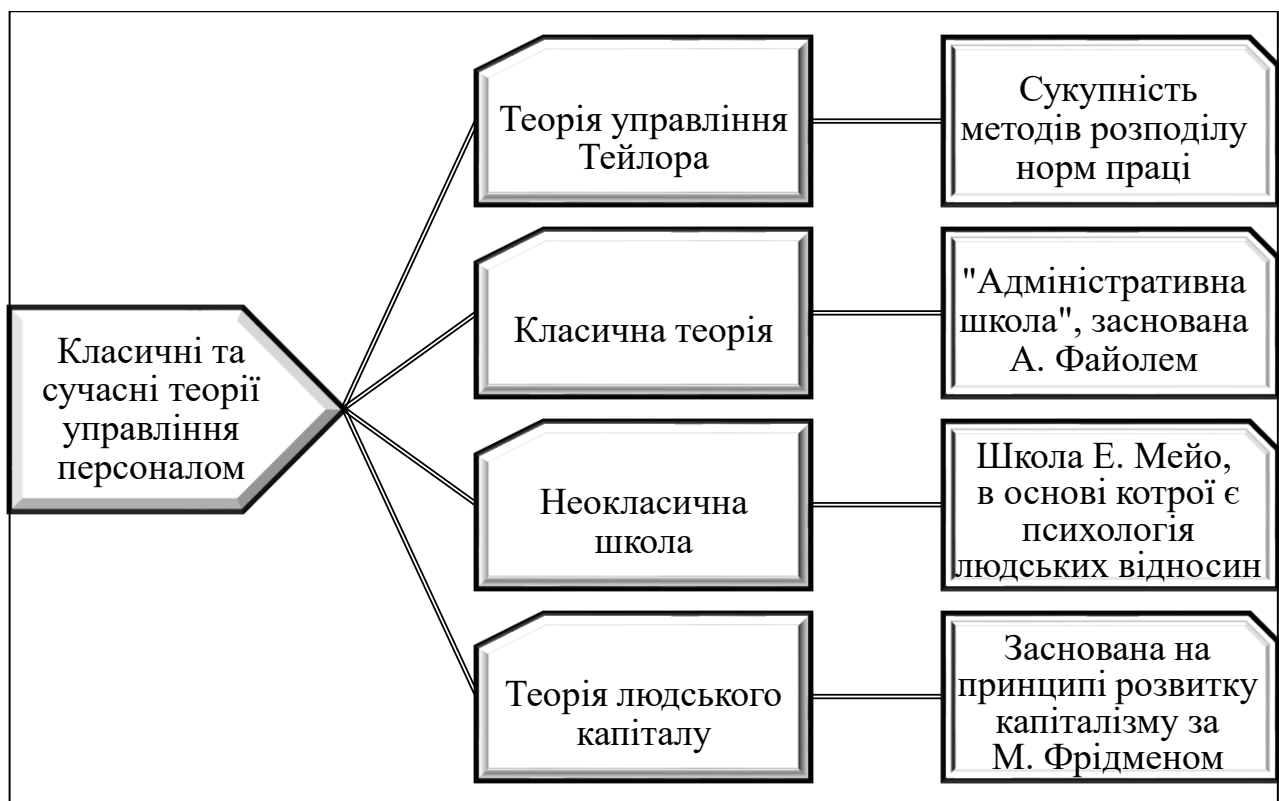 Класичні та
сучасні теорії
управління
персоналом
Теорія управління
Тейлора
Сукупність
методів розподілу
норм праці
Класична теорія
"Адміністративна
школа", заснована
А. Файолем
Неокласична
школа
Школа Е. Мейо,
в основі котрої є
психологія
людських відносин
Теорія людського
капіталу
Заснована на
принципі розвитку
капіталізму за
М. Фрідменом